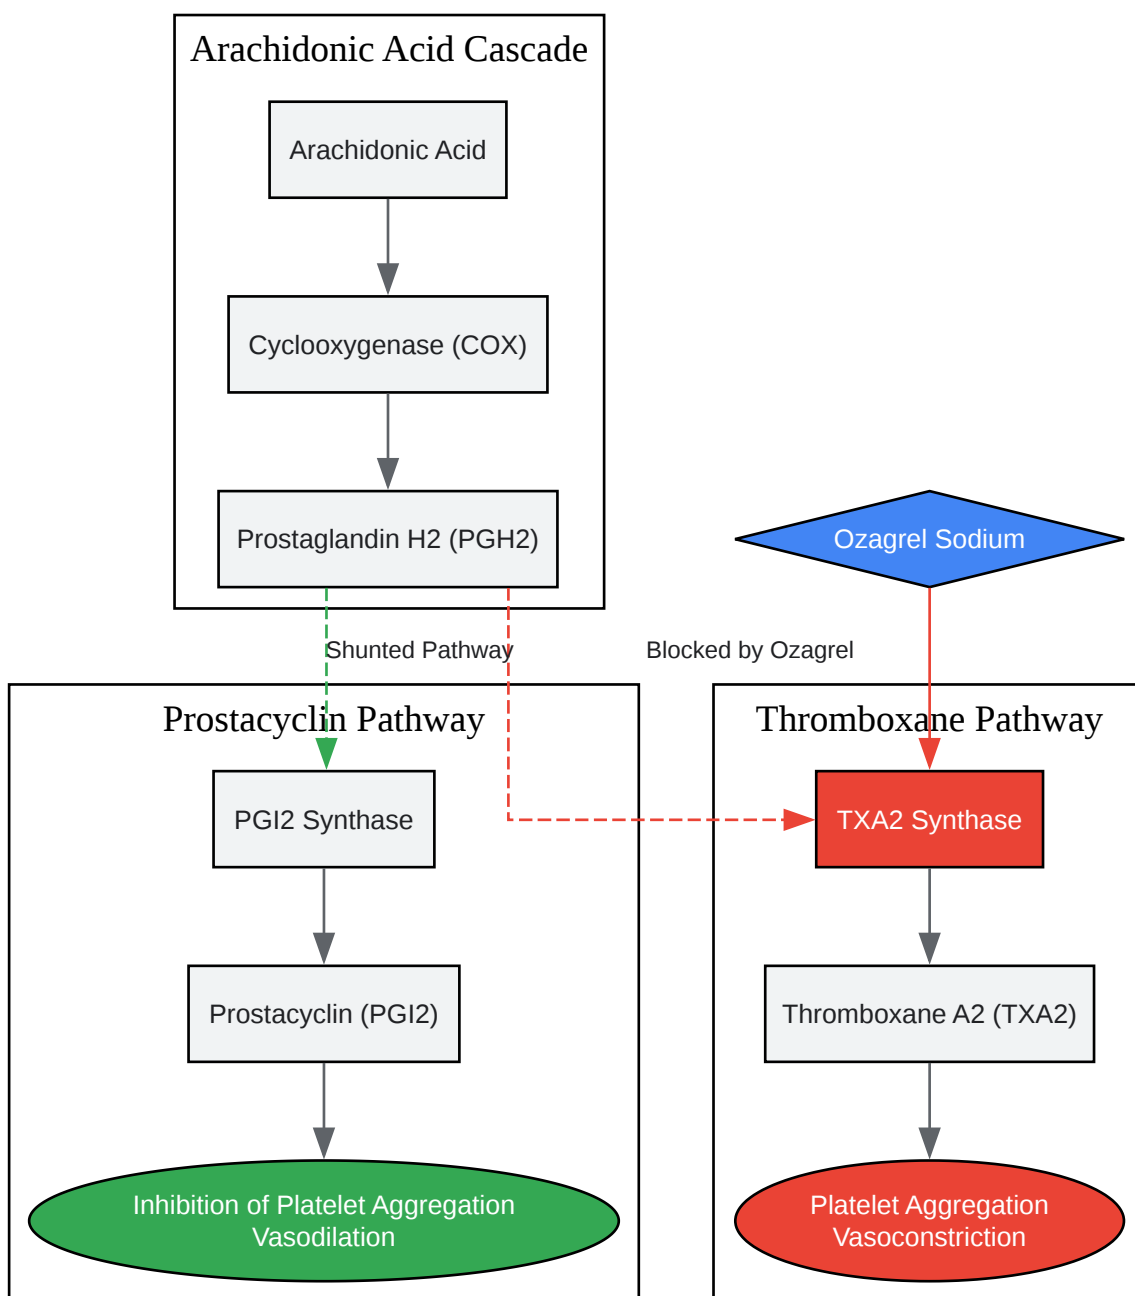 Arachidonic Acid Cascade
Arachidonic Acid
Cyclooxygenase (COX)
Prostaglandin H2 (PGH2)
Ozagrel Sodium
Shunted Pathway
Blocked by Ozagrel
Prostacyclin Pathway
Thromboxane Pathway
PGI2 Synthase
TXA2 Synthase
Prostacyclin (PGI2)
Thromboxane A2 (TXA2)
Inhibition of Platelet Aggregation
Vasodilation
Platelet Aggregation
Vasoconstriction